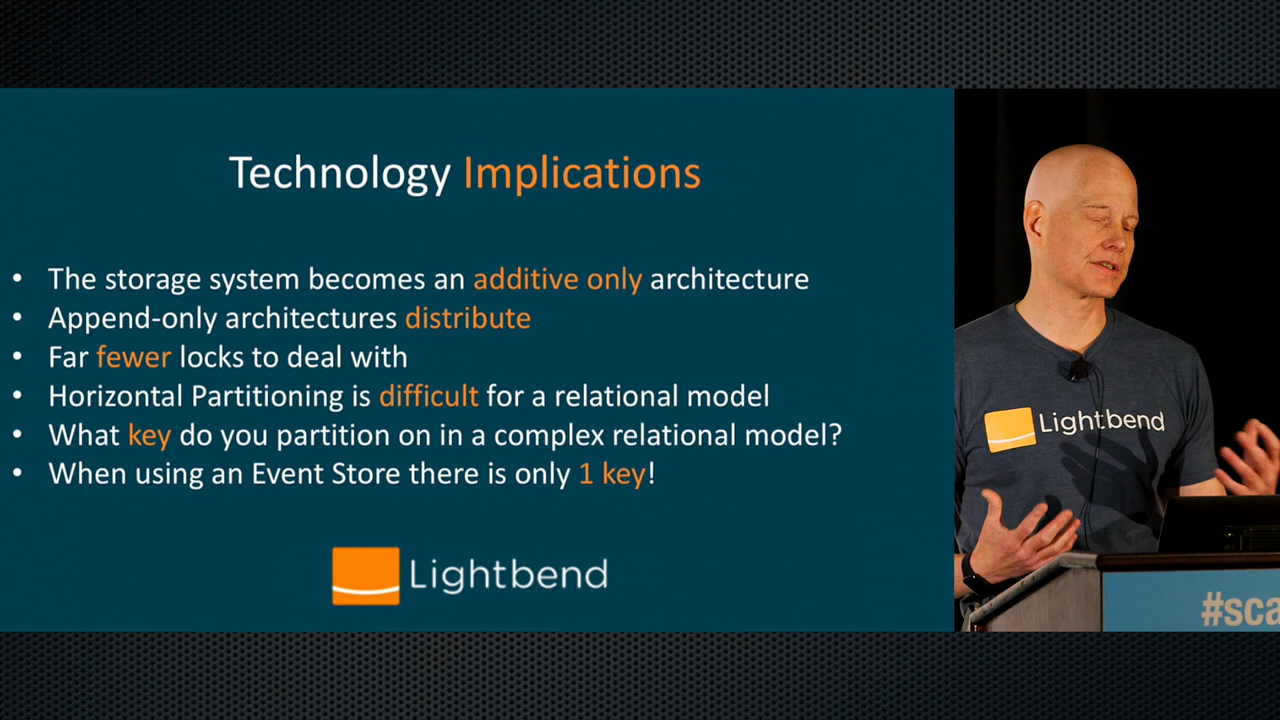 Technology Implications
• The storage system becomes an additive only architecture
• Append-only architectures distribute
• Far fewer locks to deal with
• Horizontal Partitioning is difficult for a relational model
• What key do you partition on in a complex relational model?
• When using an Event Store there is only 1 key!
Lightbend
Lightbend
#sca